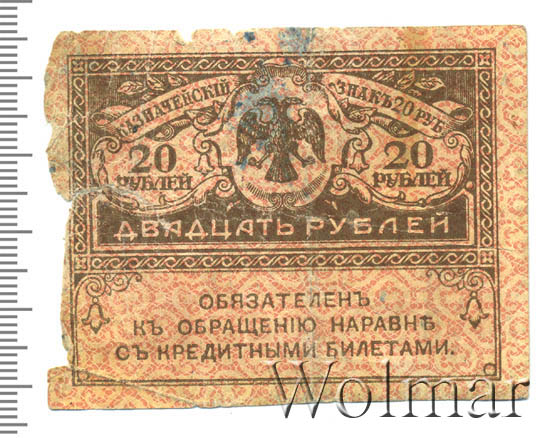 КАЗНАЧЕЙСКІЙ ЗНАКЪ 20 РУБ.
20 РУБЛЕЙ
20 РУБЛЕЙ
ДВАДЦАТЬ РУБЛЕЙ
ОБЯЗАТЕЛЕНЪ
КЪ ОБРАЩЕНІЮ НАРАВНѢ
СЪ КРЕДИТНЫМИ БИЛЕТАМИ.
Wolmar